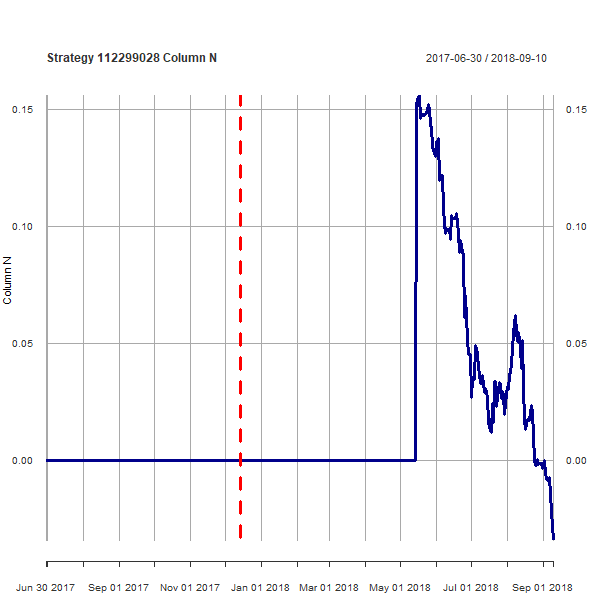 Strategy 112299028 Column N
2017-06-30 / 2018-09-10
0.15
0.15
0.10
0.10
Column N
0.05
0.05
0.00
0.00
Jun 30 2017
Sep 01 2017
Nov 01 2017
Jan 01 2018
Mar 01 2018
May 01 2018
Jul 01 2018
Sep 01 2018